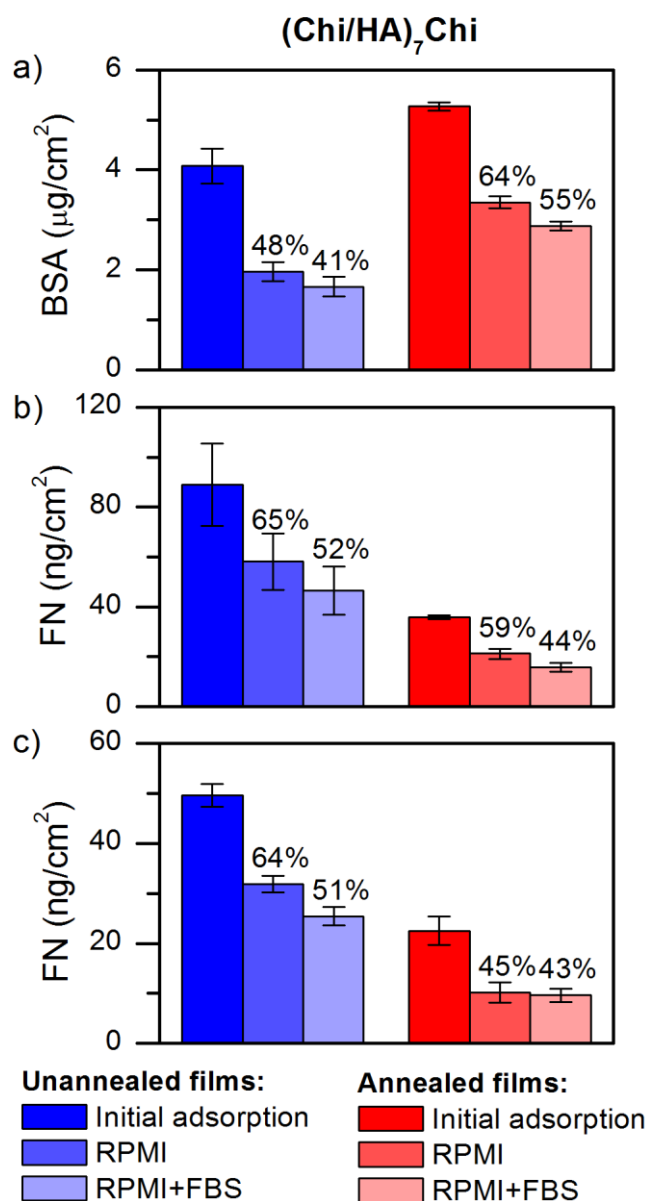 (Chi/HA)₇Chi
a)
BSA (μg/cm²)
6
4
2
0
48%
41%
64%
55%
b)
FN (ng/cm²)
120
80
40
0
65%
52%
59%
44%
c)
FN (ng/cm²)
60
40
20
0
64%
51%
45%
43%
Unannealed films:
Initial adsorption
RPMI
RPMI+FBS
Annealed films:
Initial adsorption
RPMI
RPMI+FBS